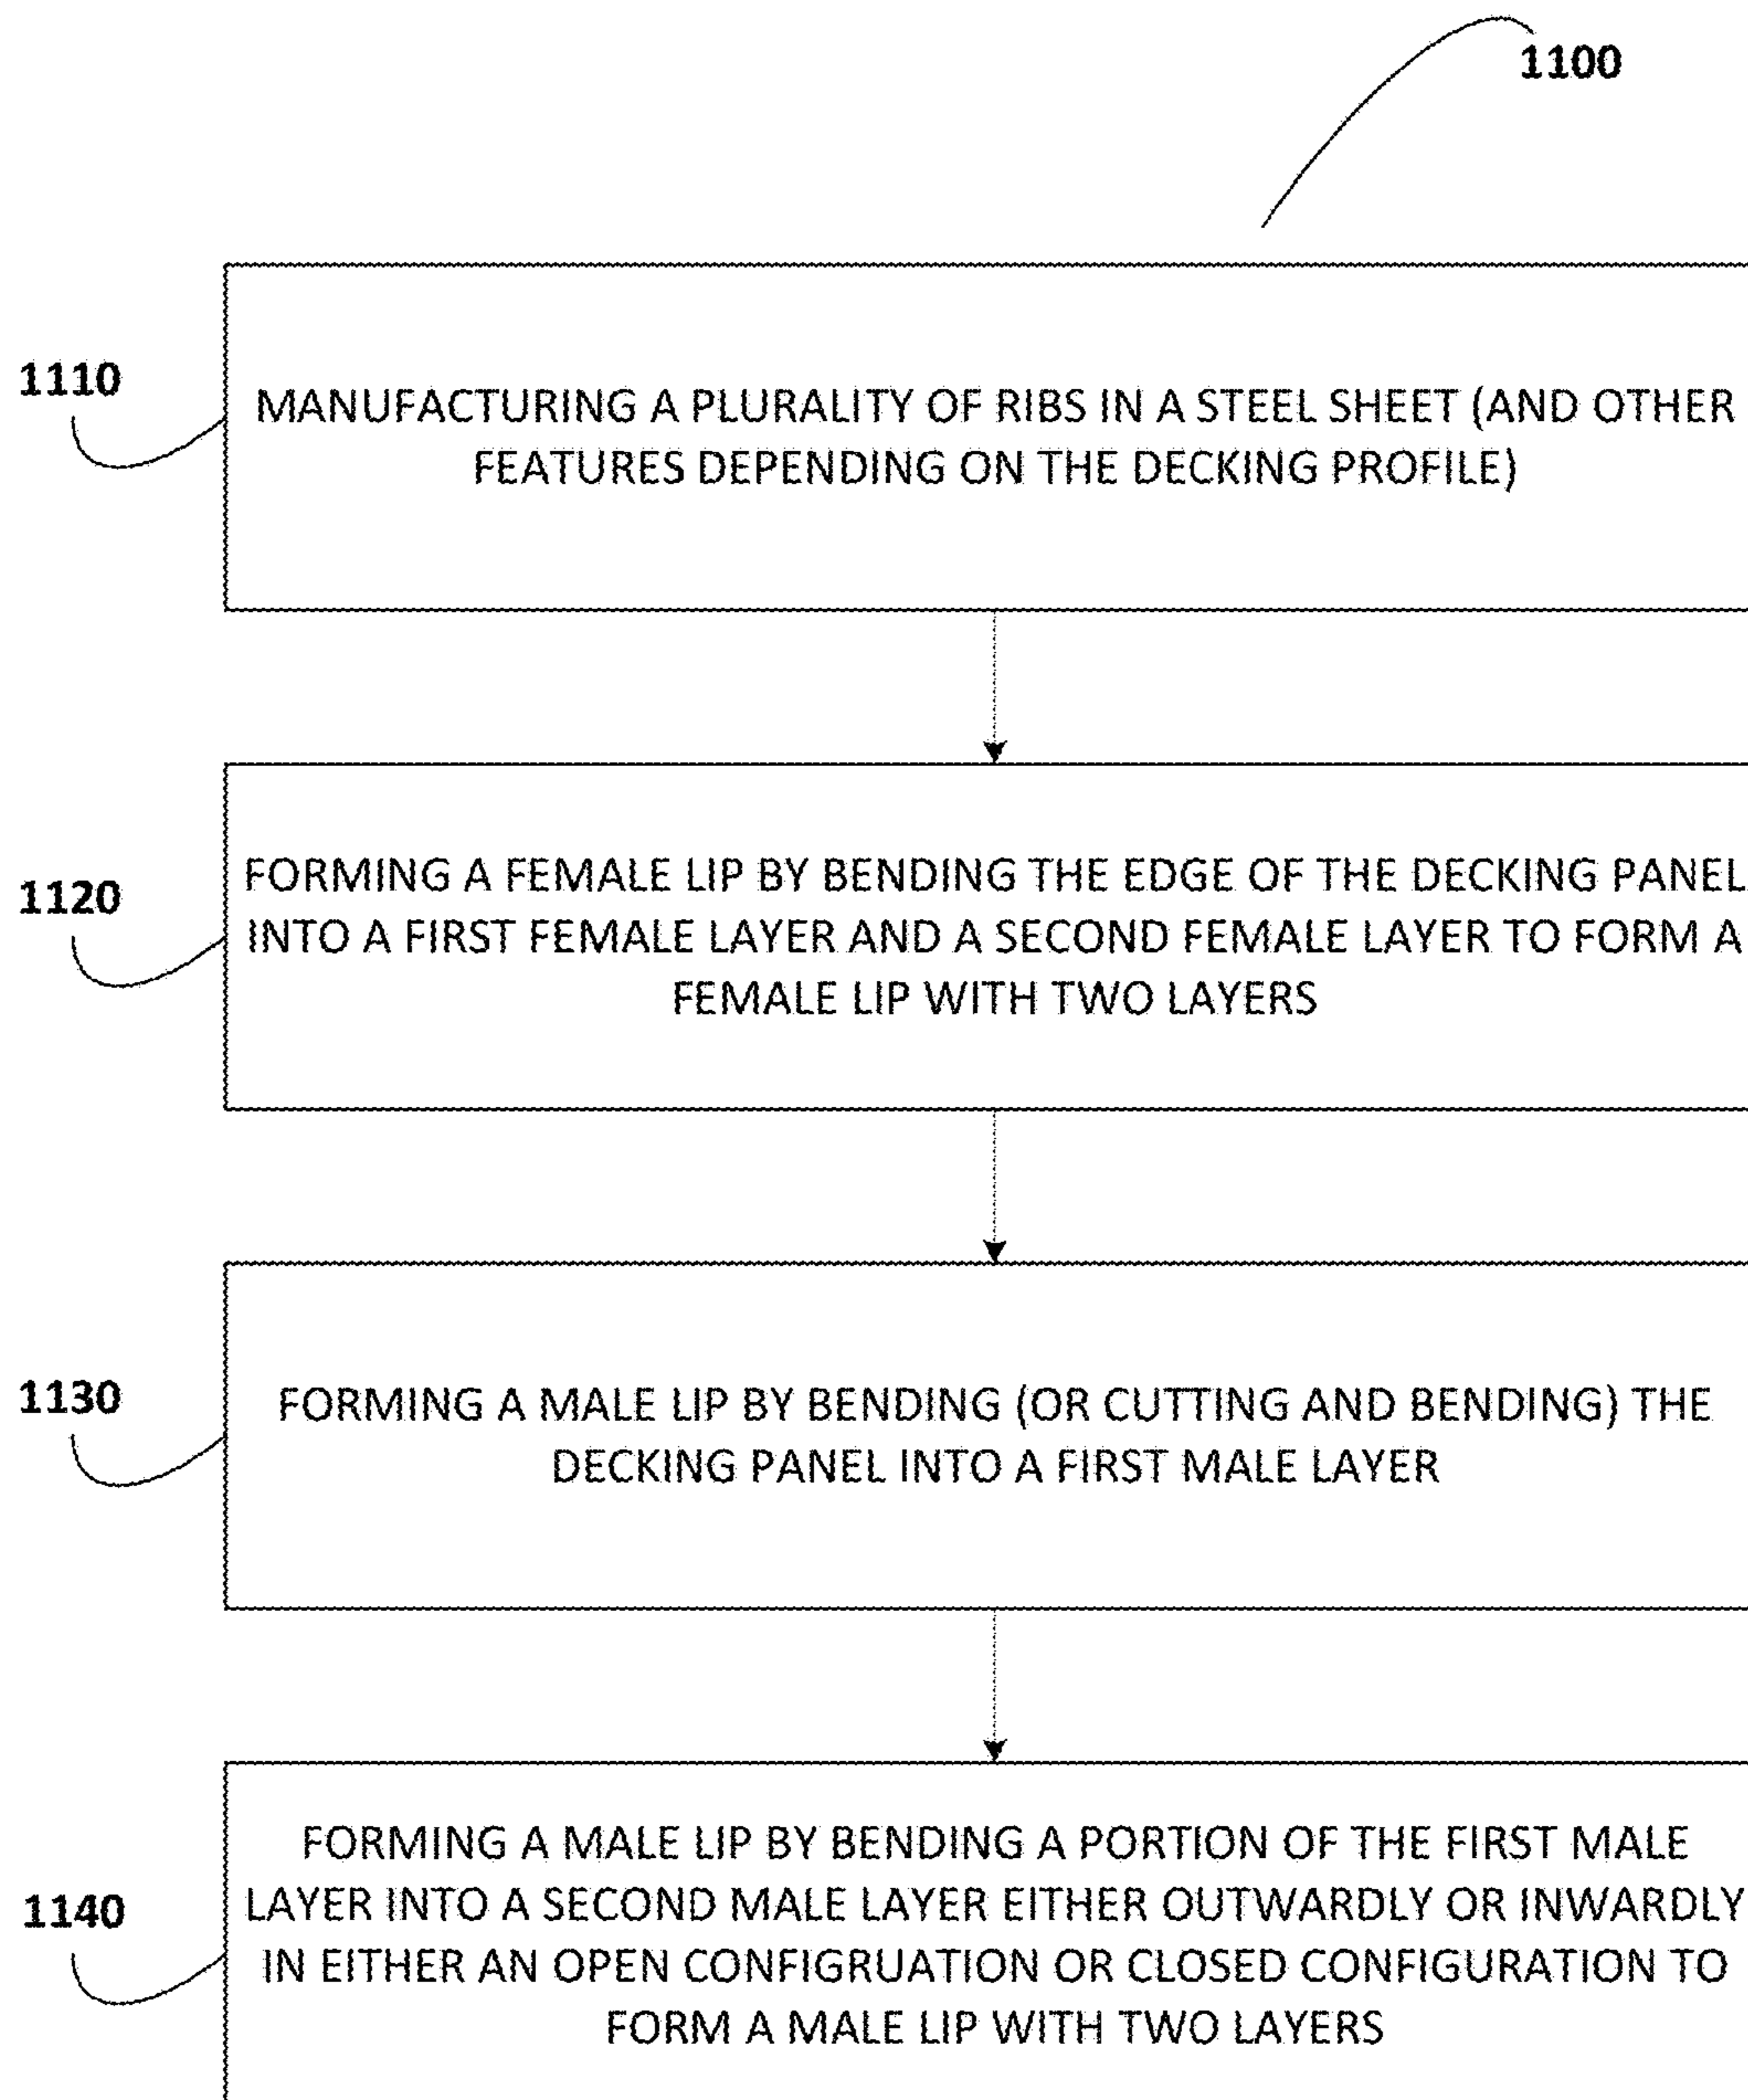 1100
1110
MANUFACTURING A PLURALITY OF RIBS IN A STEEL SHEET (AND OTHER
FEATURES DEPENDING ON THE DECKING PROFILE)
1120
FORMING A FEMALE LIP BY BENDING THE EDGE OF THE DECKING PANEL
INTO A FIRST FEMALE LAYER AND A SECOND FEMALE LAYER TO FORM A
FEMALE LIP WITH TWO LAYERS
1130
FORMING A MALE LIP BY BENDING (OR CUTTING AND BENDING) THE
DECKING PANEL INTO A FIRST MALE LAYER
1140
FORMING A MALE LIP BY BENDING A PORTION OF THE FIRST MALE
LAYER INTO A SECOND MALE LAYER EITHER OUTWARDLY OR INWARDLY
IN EITHER AN OPEN CONFIGRUATION OR CLOSED CONFIGURATION TO
FORM A MALE LIP WITH TWO LAYERS